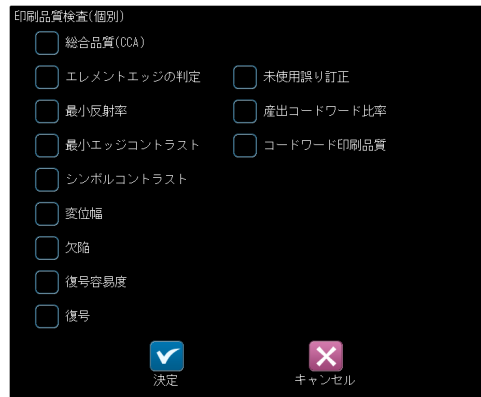 印刷品質検査(個別)
総合品質(CCA)
エレメントエッジの判定 未使用誤り訂正
最小反射率 産出コードワード比率
最小エッジコントラスト コードワード印刷品質
シンボルコントラスト
変位幅
欠陥
復号容易度
復号
決定 キャンセル